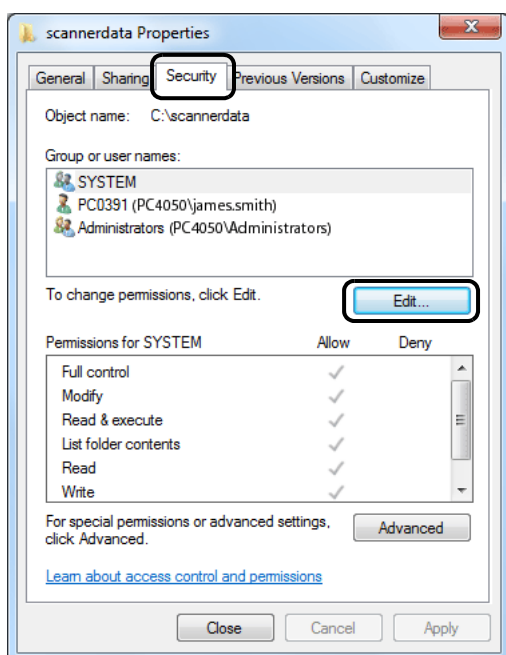 scannerdata Properties
General Sharing Security Previous Versions Customize
Object name: C:\scannerdata
Group or user names:
SYSTEM
PC0391 (PC4050\james.smith)
Administrators (PC4050\Administrators)
To change permissions, click Edit.
Edit...
Permissions for SYSTEM Allow Deny
Full control
Modify
Read & execute
List folder contents
Read
Write
For special permissions or advanced settings,
click Advanced.
Advanced
Learn about access control and permissions
Close Cancel Apply